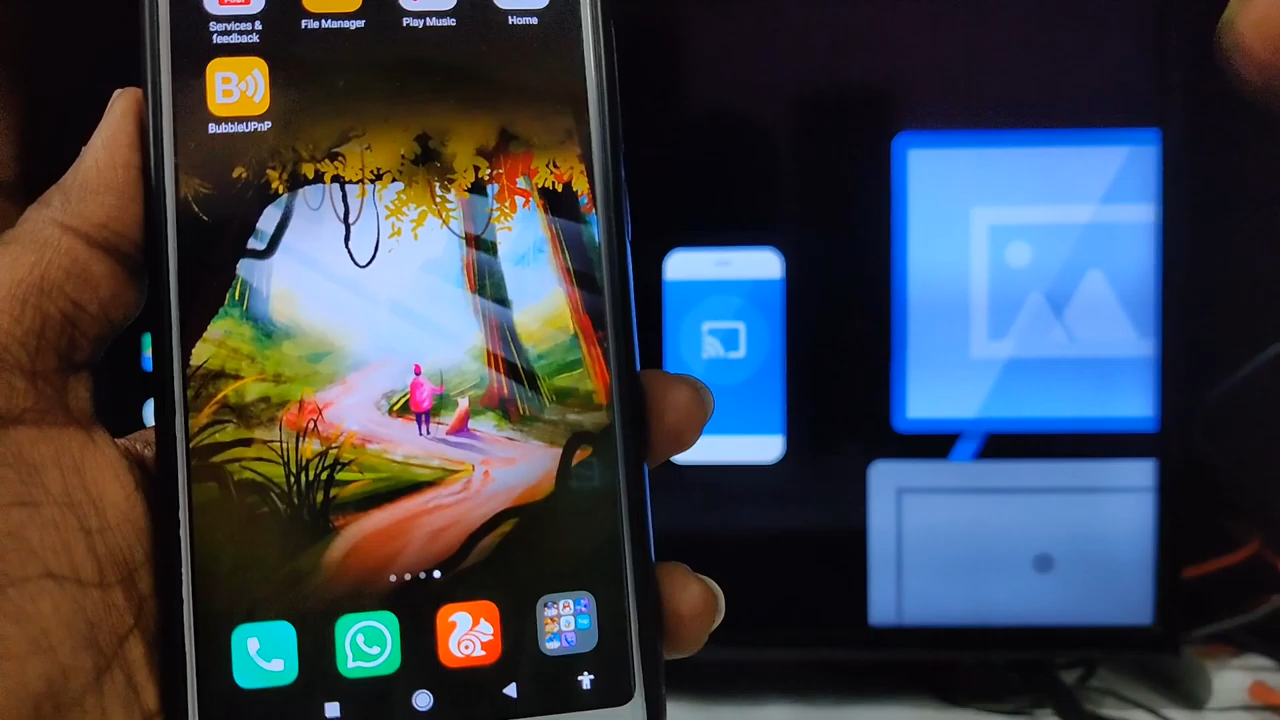 Services &
feedback
File Manager
Play Music
Home
B
BubbleUPnP